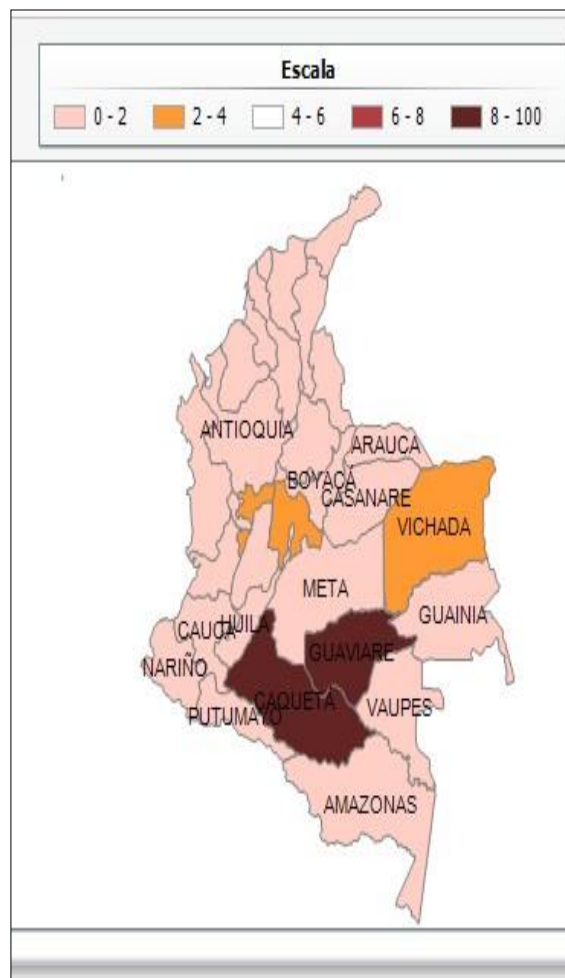 Escala
0 - 2 2 - 4 4 - 6 6 - 8 8 - 100
ANTIOQUIA
ARAUCA
BOYACÁ
CASANARE
VICHADA
META
GUAINIA
HUILA
CAUCA
GUAVIARE
NARIÑO
CAQUETA
PUTUMAYO
VAUPES
AMAZONAS